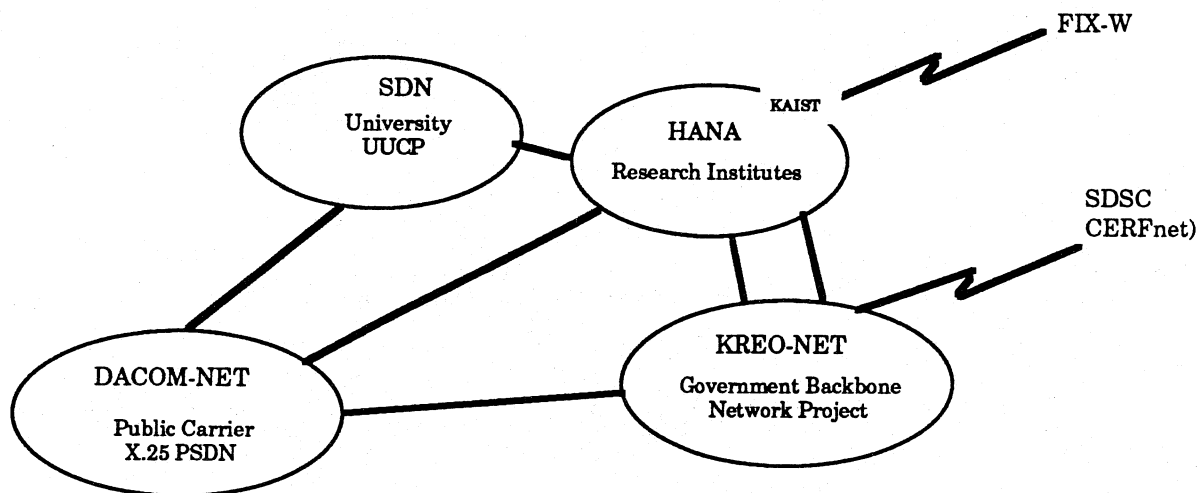 FIX-W
SDN
University
UUCP
KAIST
HANA
Research Institutes
SDSC
CERFnet)
DACOM-NET
Public Carrier
X.25 PSDN
KREO-NET
Government Backbone
Network Project